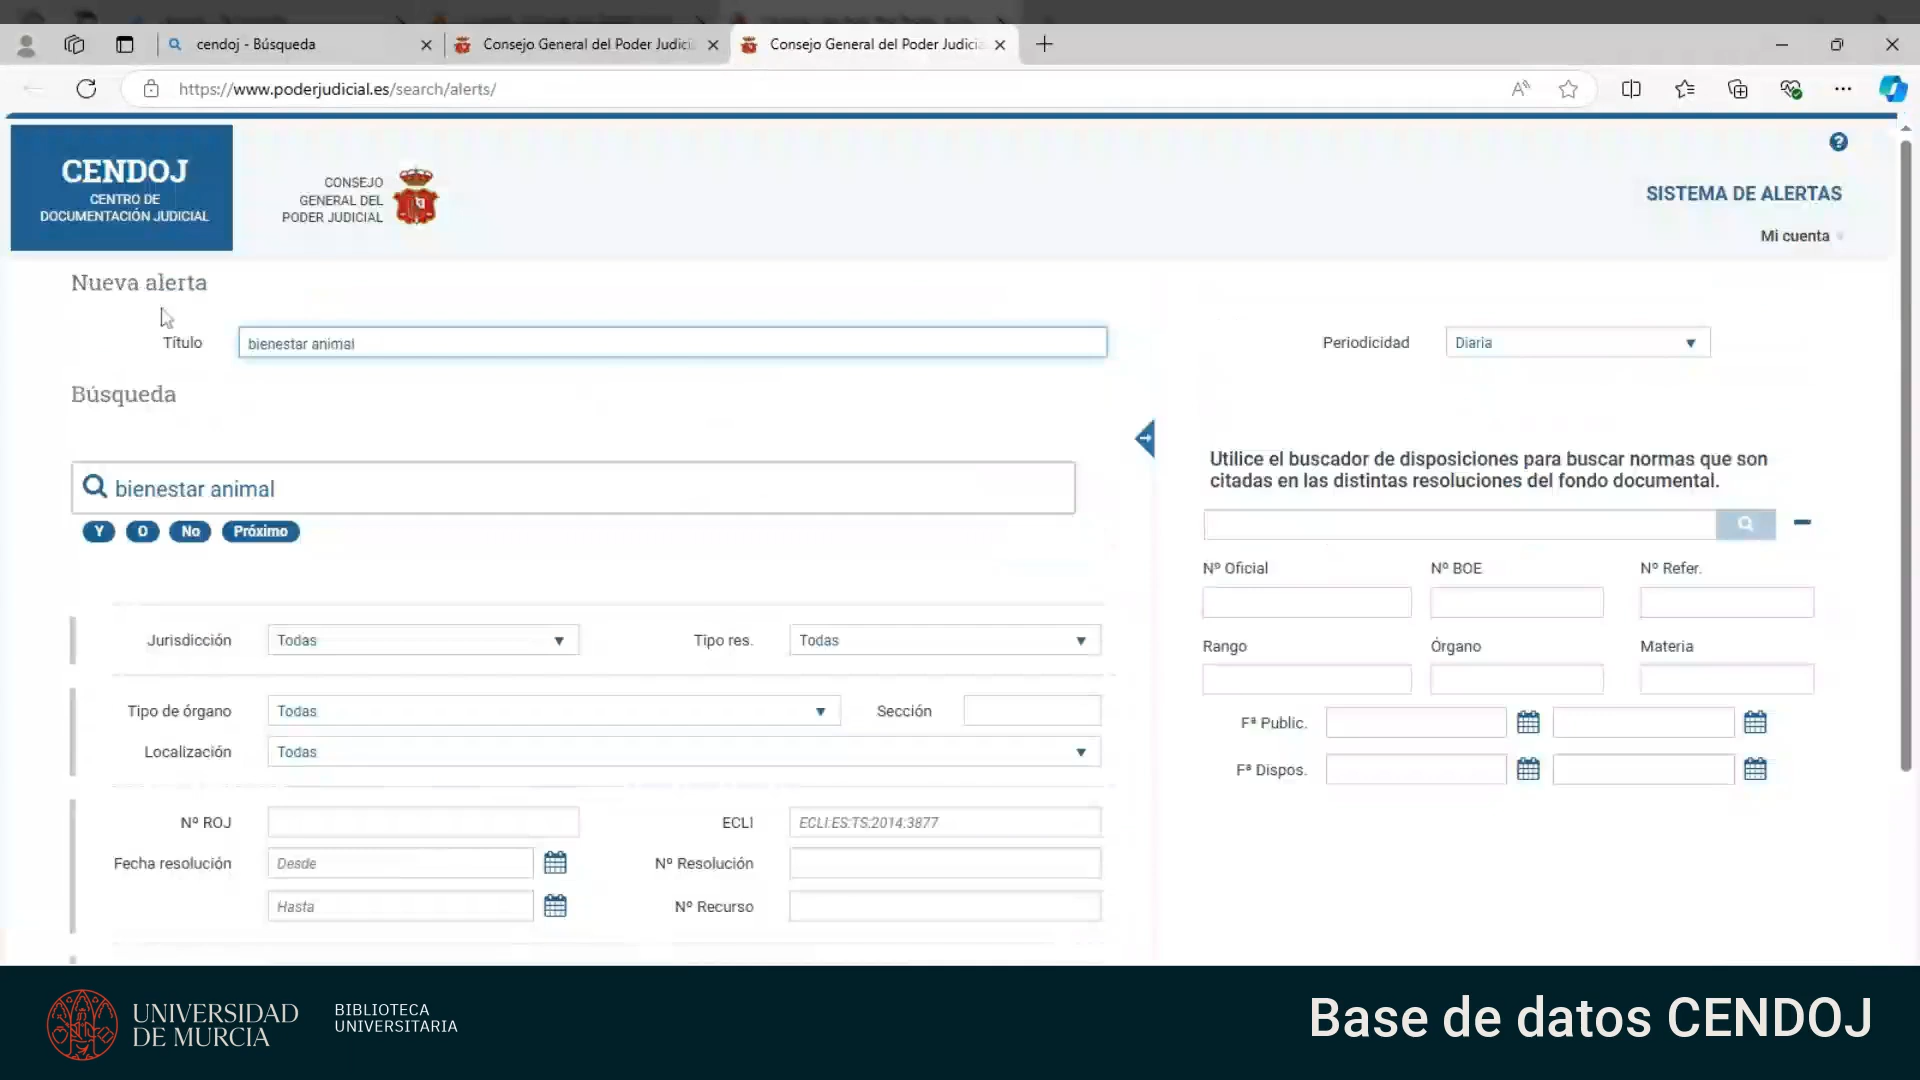 cendoj - Búsqueda
Consejo General del Poder Judici
Consejo General del Poder Judicia
https://www.poderjudicial.es/search/alerts/
CENDOJ
CENTRO DE
DOCUMENTACIÓN JUDICIAL
CONSEJO
GENERAL DEL
PODER JUDICIAL
SISTEMA DE ALERTAS
Mi cuenta
Nueva alerta
Título
bienestar animal
Periodicidad
Diaria
Búsqueda
bienestar animal
Y
O
No
Próximo
Utilice el buscador de disposiciones para buscar normas que son
citadas en las distintas resoluciones del fondo documental.
Nº Oficial
Nº BOE
Nº Refer.
Rango
Órgano
Materia
Fª Public.
Fª Dispos.
Jurisdicción
Todas
Tipo res.
Todas
Tipo de órgano
Todas
Sección
Localización
Todas
Nº ROJ
ECLI
ECLI:ES:TS:2014:3877
Fecha resolución
Desde
Nº Resolución
Hasta
Nº Recurso
UNIVERSIDAD
DE MURCIA
BIBLIOTECA
UNIVERSITARIA
Base de datos CENDOJ